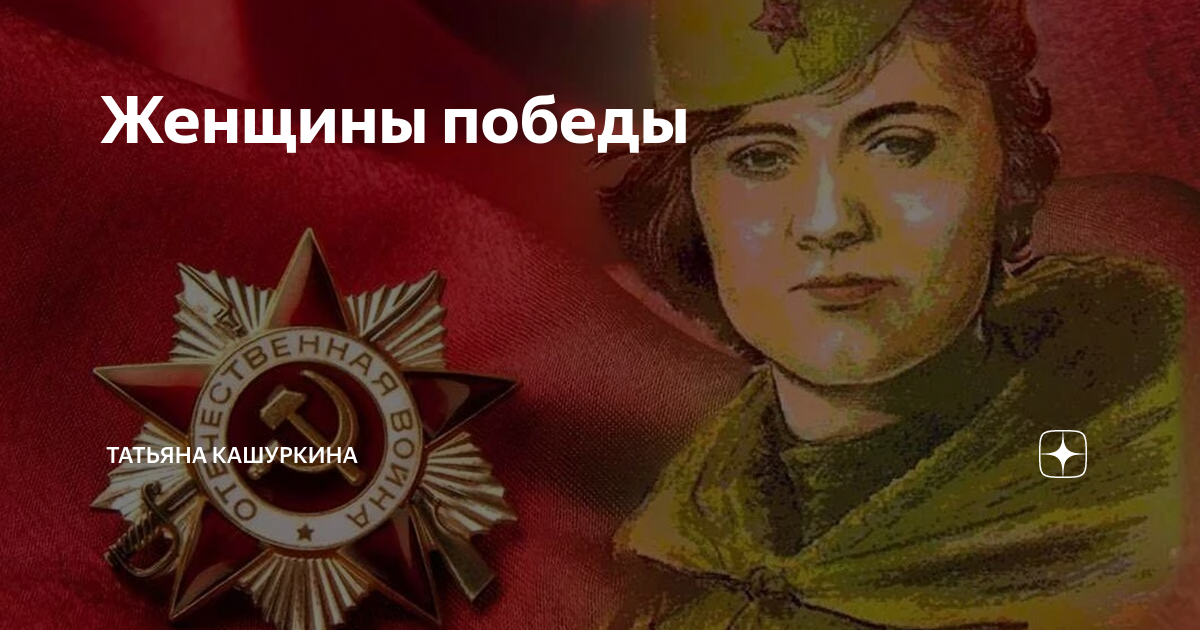 Женщины победы
ОТЕЧЕСТВЕННАЯ ВОЙНА
ТАТЬЯНА КАШУРКИНА